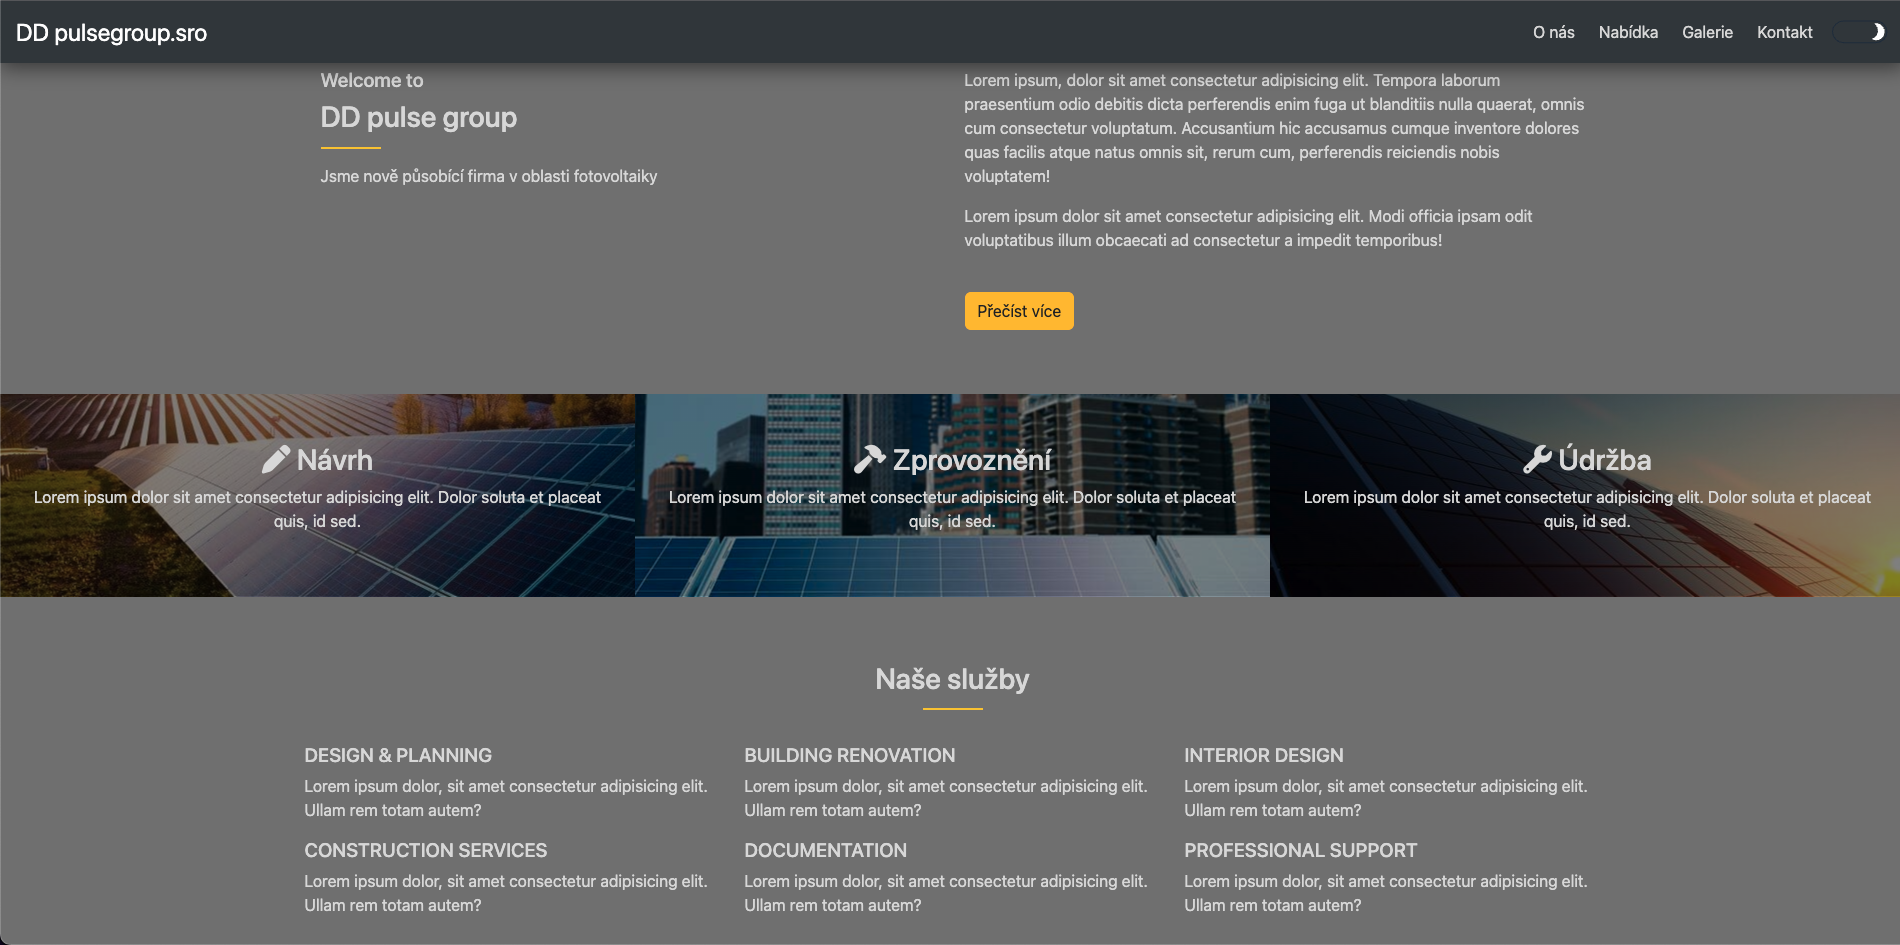 DD pulsegroup.sro
O nás Nabídka Galerie Kontakt
Welcome to
DD pulse group
Jsme nově působící firma v oblasti fotovoltaiky
Lorem ipsum, dolor sit amet consectetur adipisicing elit. Tempora laborum
praesentium odio debitis dicta perferendis enim fuga ut blanditiis nulla quaerat, omnis
cum consectetur voluptatum. Accusantium hic accusamus cumque inventore dolores
quas facilis atque natus omnis sit, rerum cum, perferendis reiciendis nobis
voluptatem!
Lorem ipsum dolor sit amet consectetur adipisicing elit. Modi officia ipsam odit
voluptatibus illum obcaecati ad consectetur a impedit temporibus!
Přečíst více
Návrh
Lorem ipsum dolor sit amet consectetur adipisicing elit. Dolor soluta et placeat
quis, id sed.
Zprovoznění
Lorem ipsum dolor sit amet consectetur adipisicing elit. Dolor soluta et placeat
quis, id sed.
Údržba
Lorem ipsum dolor sit amet consectetur adipisicing elit. Dolor soluta et placeat
quis, id sed.
Naše služby
DESIGN & PLANNING
Lorem ipsum dolor, sit amet consectetur adipisicing elit.
Ullam rem totam autem?
BUILDING RENOVATION
Lorem ipsum dolor, sit amet consectetur adipisicing elit.
Ullam rem totam autem?
INTERIOR DESIGN
Lorem ipsum dolor, sit amet consectetur adipisicing elit.
Ullam rem totam autem?
CONSTRUCTION SERVICES
Lorem ipsum dolor, sit amet consectetur adipisicing elit.
Ullam rem totam autem?
DOCUMENTATION
Lorem ipsum dolor, sit amet consectetur adipisicing elit.
Ullam rem totam autem?
PROFESSIONAL SUPPORT
Lorem ipsum dolor, sit amet consectetur adipisicing elit.
Ullam rem totam autem?